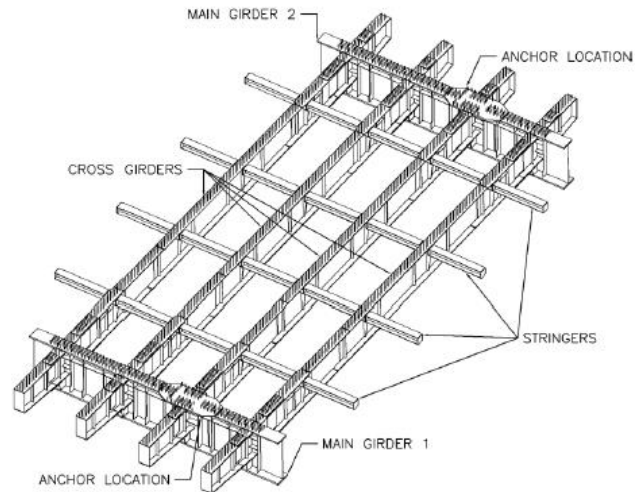 MAIN GIRDER 2
ANCHOR LOCATION
CROSS GIRDERS
STRINGERS
MAIN GIRDER 1
ANCHOR LOCATION